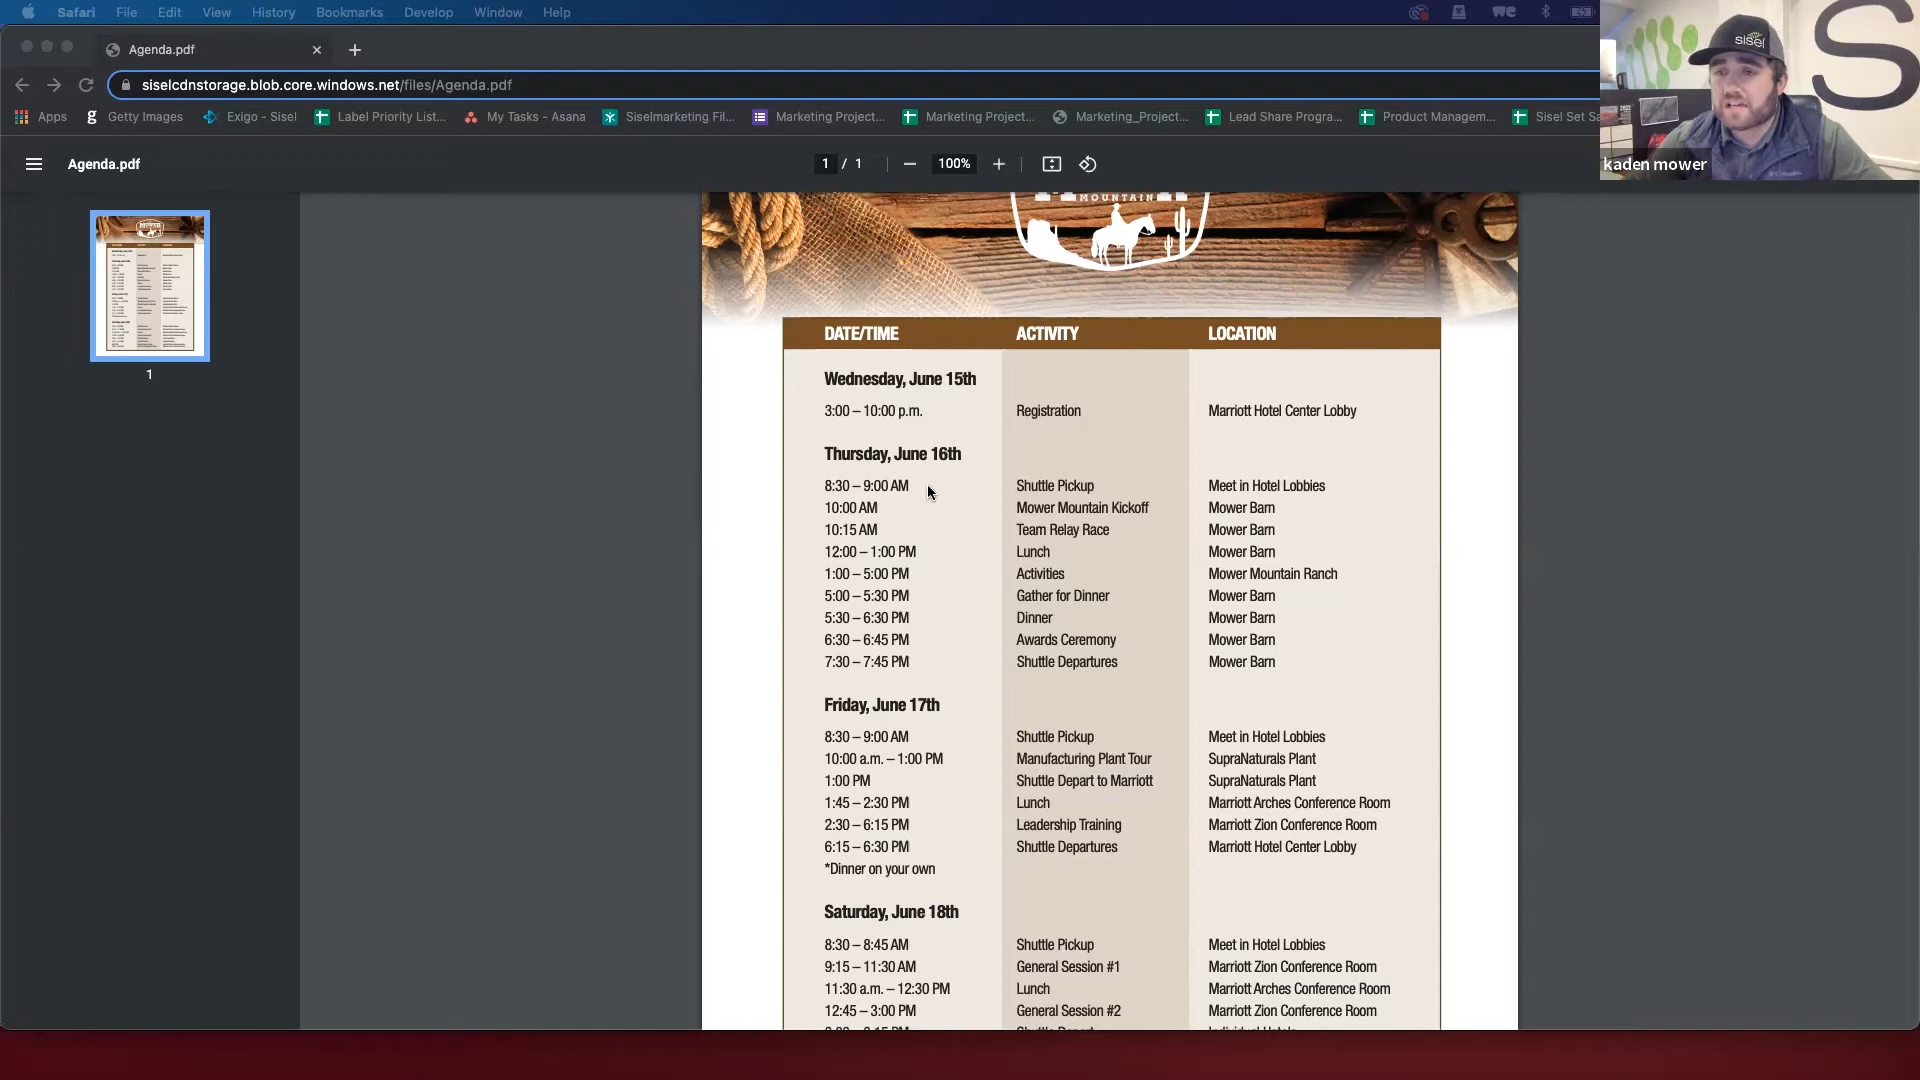 Safari File Edit View History Bookmarks Develop Window Help
Agenda.pdf
siselcdnstorage.blob.core.windows.net/files/Agenda.pdf
Apps Getty Images Exigo - Sisel Label Priority List... My Tasks - Asana Siselmarketing Fil... Marketing Project... Marketing Project... Marketing_Project... Lead Share Progra... Product Managem... Sisel Set Sa
sisel
S
kaden mower
Agenda.pdf 1 / 1 100%
MOUNTAIN
1
DATE/TIME ACTIVITY LOCATION
Wednesday, June 15th
3:00 – 10:00 p.m. Registration Marriott Hotel Center Lobby
Thursday, June 16th
8:30 – 9:00 AM Shuttle Pickup Meet in Hotel Lobbies
10:00 AM Mower Mountain Kickoff Mower Barn
10:15 AM Team Relay Race Mower Barn
12:00 – 1:00 PM Lunch Mower Barn
1:00 – 5:00 PM Activities Mower Mountain Ranch
5:00 – 5:30 PM Gather for Dinner Mower Barn
5:30 – 6:30 PM Dinner Mower Barn
6:30 – 6:45 PM Awards Ceremony Mower Barn
7:30 – 7:45 PM Shuttle Departures Mower Barn
Friday, June 17th
8:30 – 9:00 AM Shuttle Pickup Meet in Hotel Lobbies
10:00 a.m. – 1:00 PM Manufacturing Plant Tour SupraNaturals Plant
1:00 PM Shuttle Depart to Marriott SupraNaturals Plant
1:45 – 2:30 PM Lunch Marriott Arches Conference Room
2:30 – 6:15 PM Leadership Training Marriott Zion Conference Room
6:15 – 6:30 PM Shuttle Departures Marriott Hotel Center Lobby
*Dinner on your own
Saturday, June 18th
8:30 – 8:45 AM Shuttle Pickup Meet in Hotel Lobbies
9:15 – 11:30 AM General Session #1 Marriott Zion Conference Room
11:30 a.m. – 12:30 PM Lunch Marriott Arches Conference Room
12:45 – 3:00 PM General Session #2 Marriott Zion Conference Room